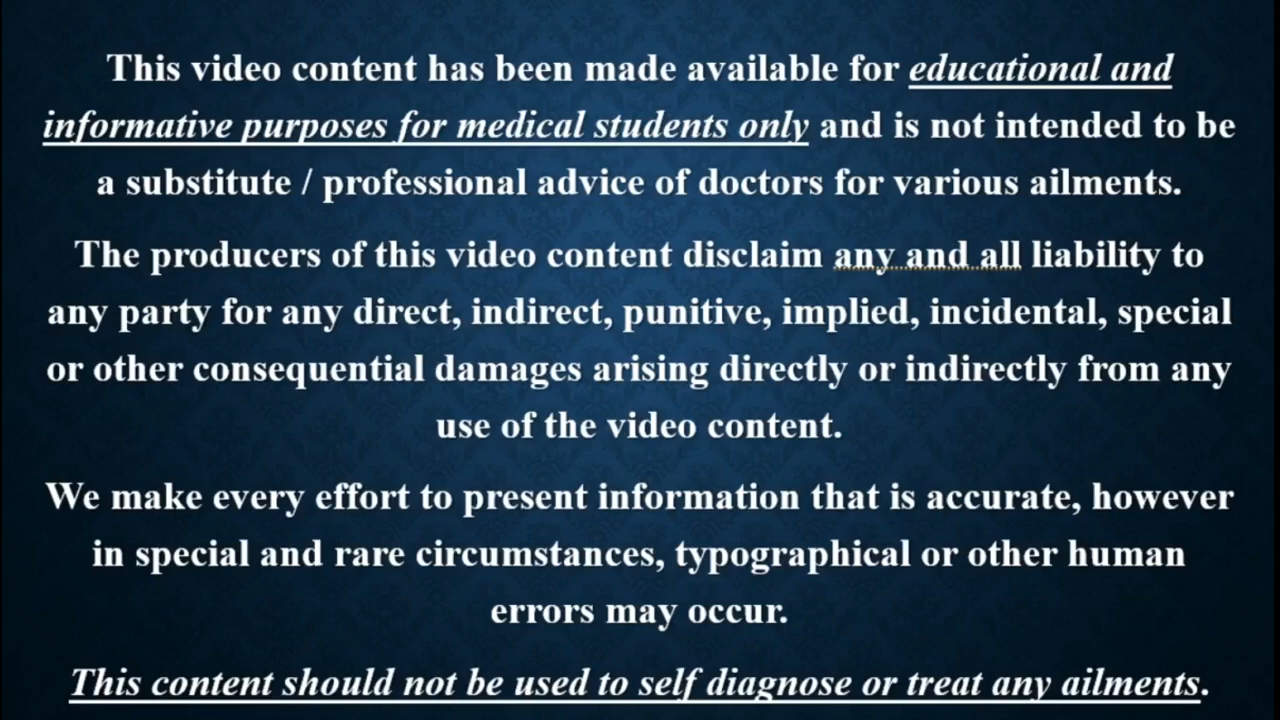 This video content has been made available for educational and
informative purposes for medical students only and is not intended to be
a substitute / professional advice of doctors for various ailments.
The producers of this video content disclaim any and all liability to
any party for any direct, indirect, punitive, implied, incidental, special
or other consequential damages arising directly or indirectly from any
use of the video content.
We make every effort to present information that is accurate, however
in special and rare circumstances, typographical or other human
errors may occur.
This content should not be used to self diagnose or treat any ailments.